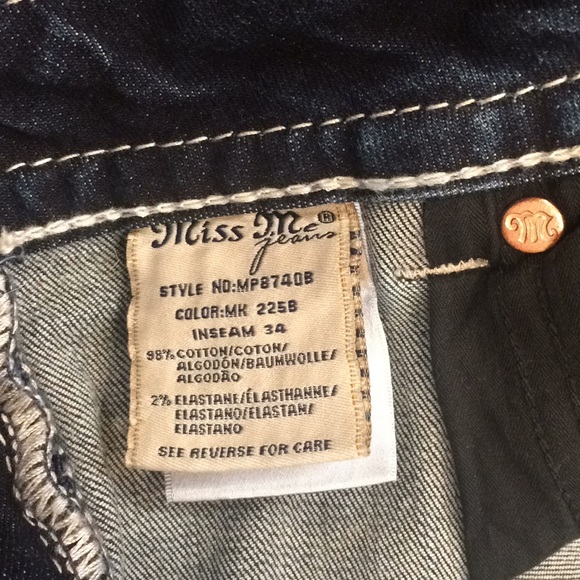 Miss Me®
jeans
STYLE NO:MP8740B
COLOR:MK 225B
INSEAM 34
98% COTTON/COTON/
ALGODÓN/BAUMWOLLE/
ALGODÃO
2% ELASTANE/ÉLASTHANNE/
ELASTANO/ELASTAN/
ELASTANO
SEE REVERSE FOR CARE
m